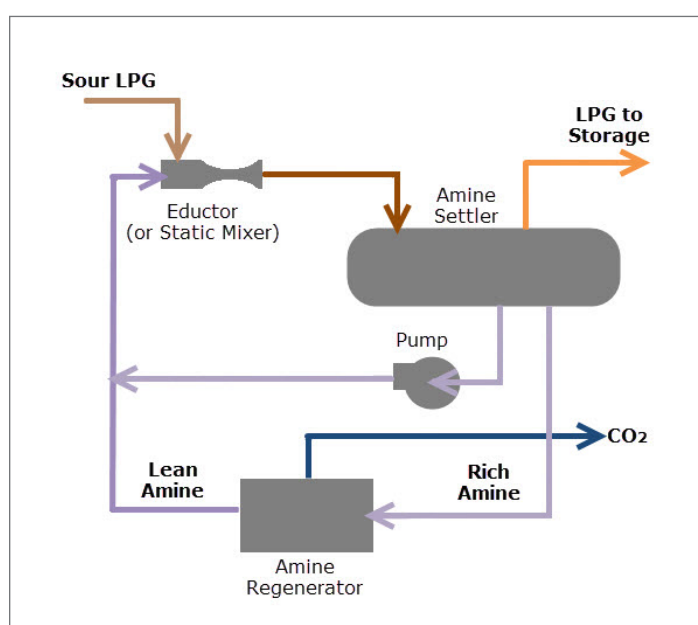 Sour LPG
LPG to
Storage
Eductor
(or Static Mixer)
Amine
Settler
Pump
CO2
Lean
Amine
Rich
Amine
Amine
Regenerator